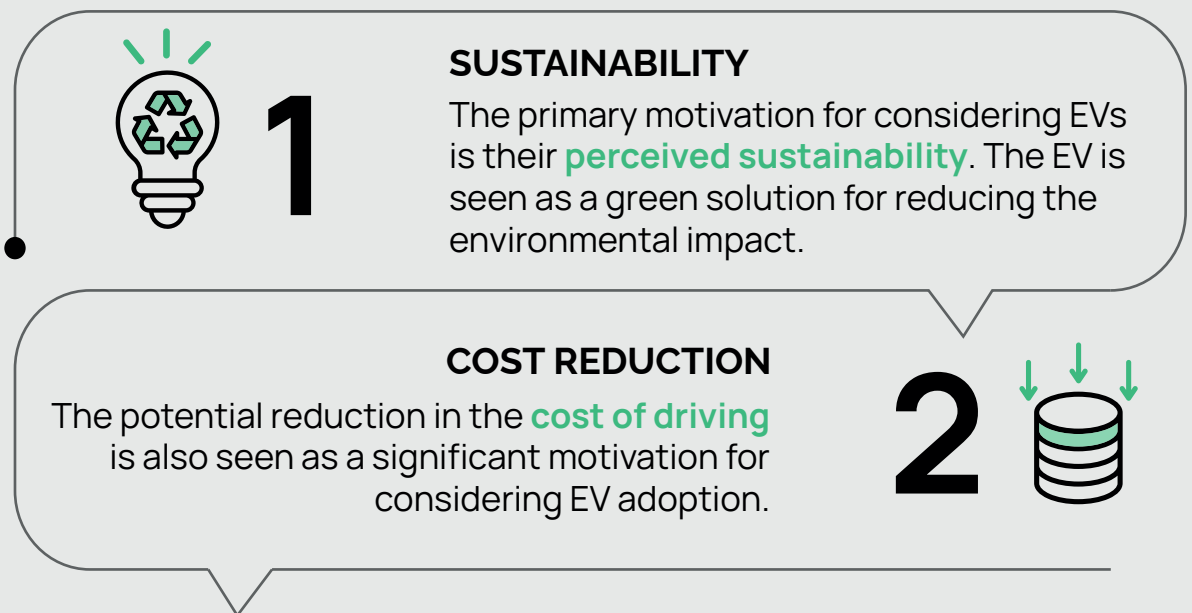 1
SUSTAINABILITY
The primary motivation for considering EVs
is their perceived sustainability. The EV is
seen as a green solution for reducing the
environmental impact.
COST REDUCTION
The potential reduction in the cost of driving
is also seen as a significant motivation for
considering EV adoption.
2